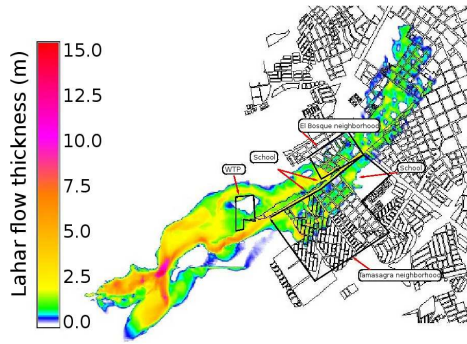 Lahar flow thickness (m)
15.0
12.5
10.0
7.5
5.0
2.5
0.0
El Bosque neighborhood
School
School
WTP
Tamasagra neighborhood